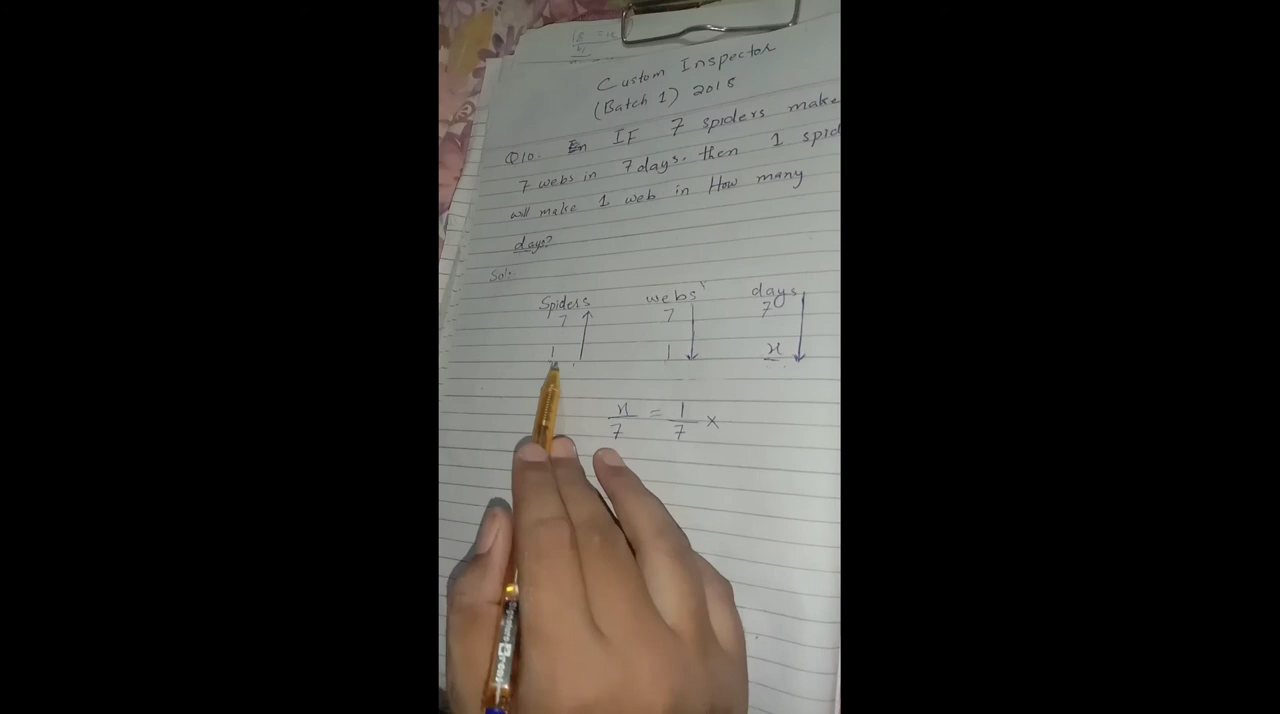 Custom Inspector
(Batch 1) 2018
Q10. En IF 7 spiders make
7 webs in 7 days. then 1 spid
will make 1 web in How many
days?
Sol:
Spiders webs days
7 7 7
1 1 x
x/7 = 1/7 ×
Signature